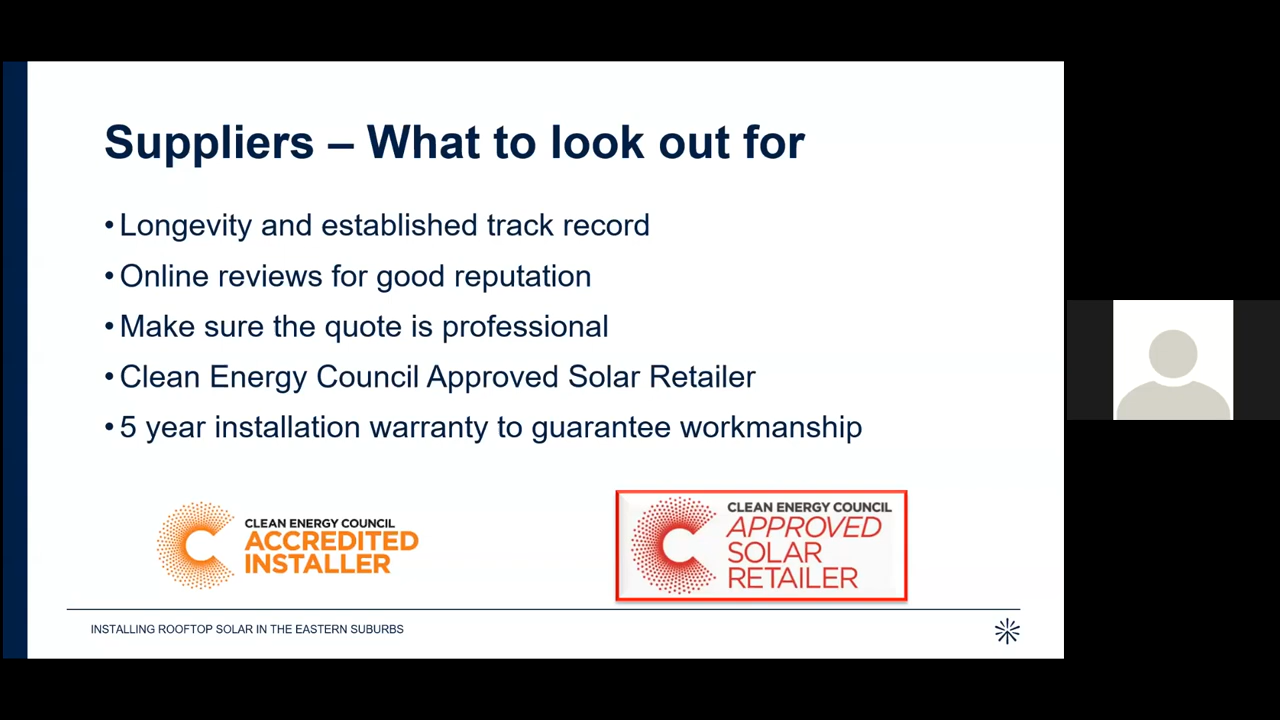 Suppliers – What to look out for
• Longevity and established track record
• Online reviews for good reputation
• Make sure the quote is professional
• Clean Energy Council Approved Solar Retailer
• 5 year installation warranty to guarantee workmanship
CLEAN ENERGY COUNCIL
ACCREDITED
INSTALLER
CLEAN ENERGY COUNCIL
APPROVED
SOLAR
RETAILER
INSTALLING ROOFTOP SOLAR IN THE EASTERN SUBURBS